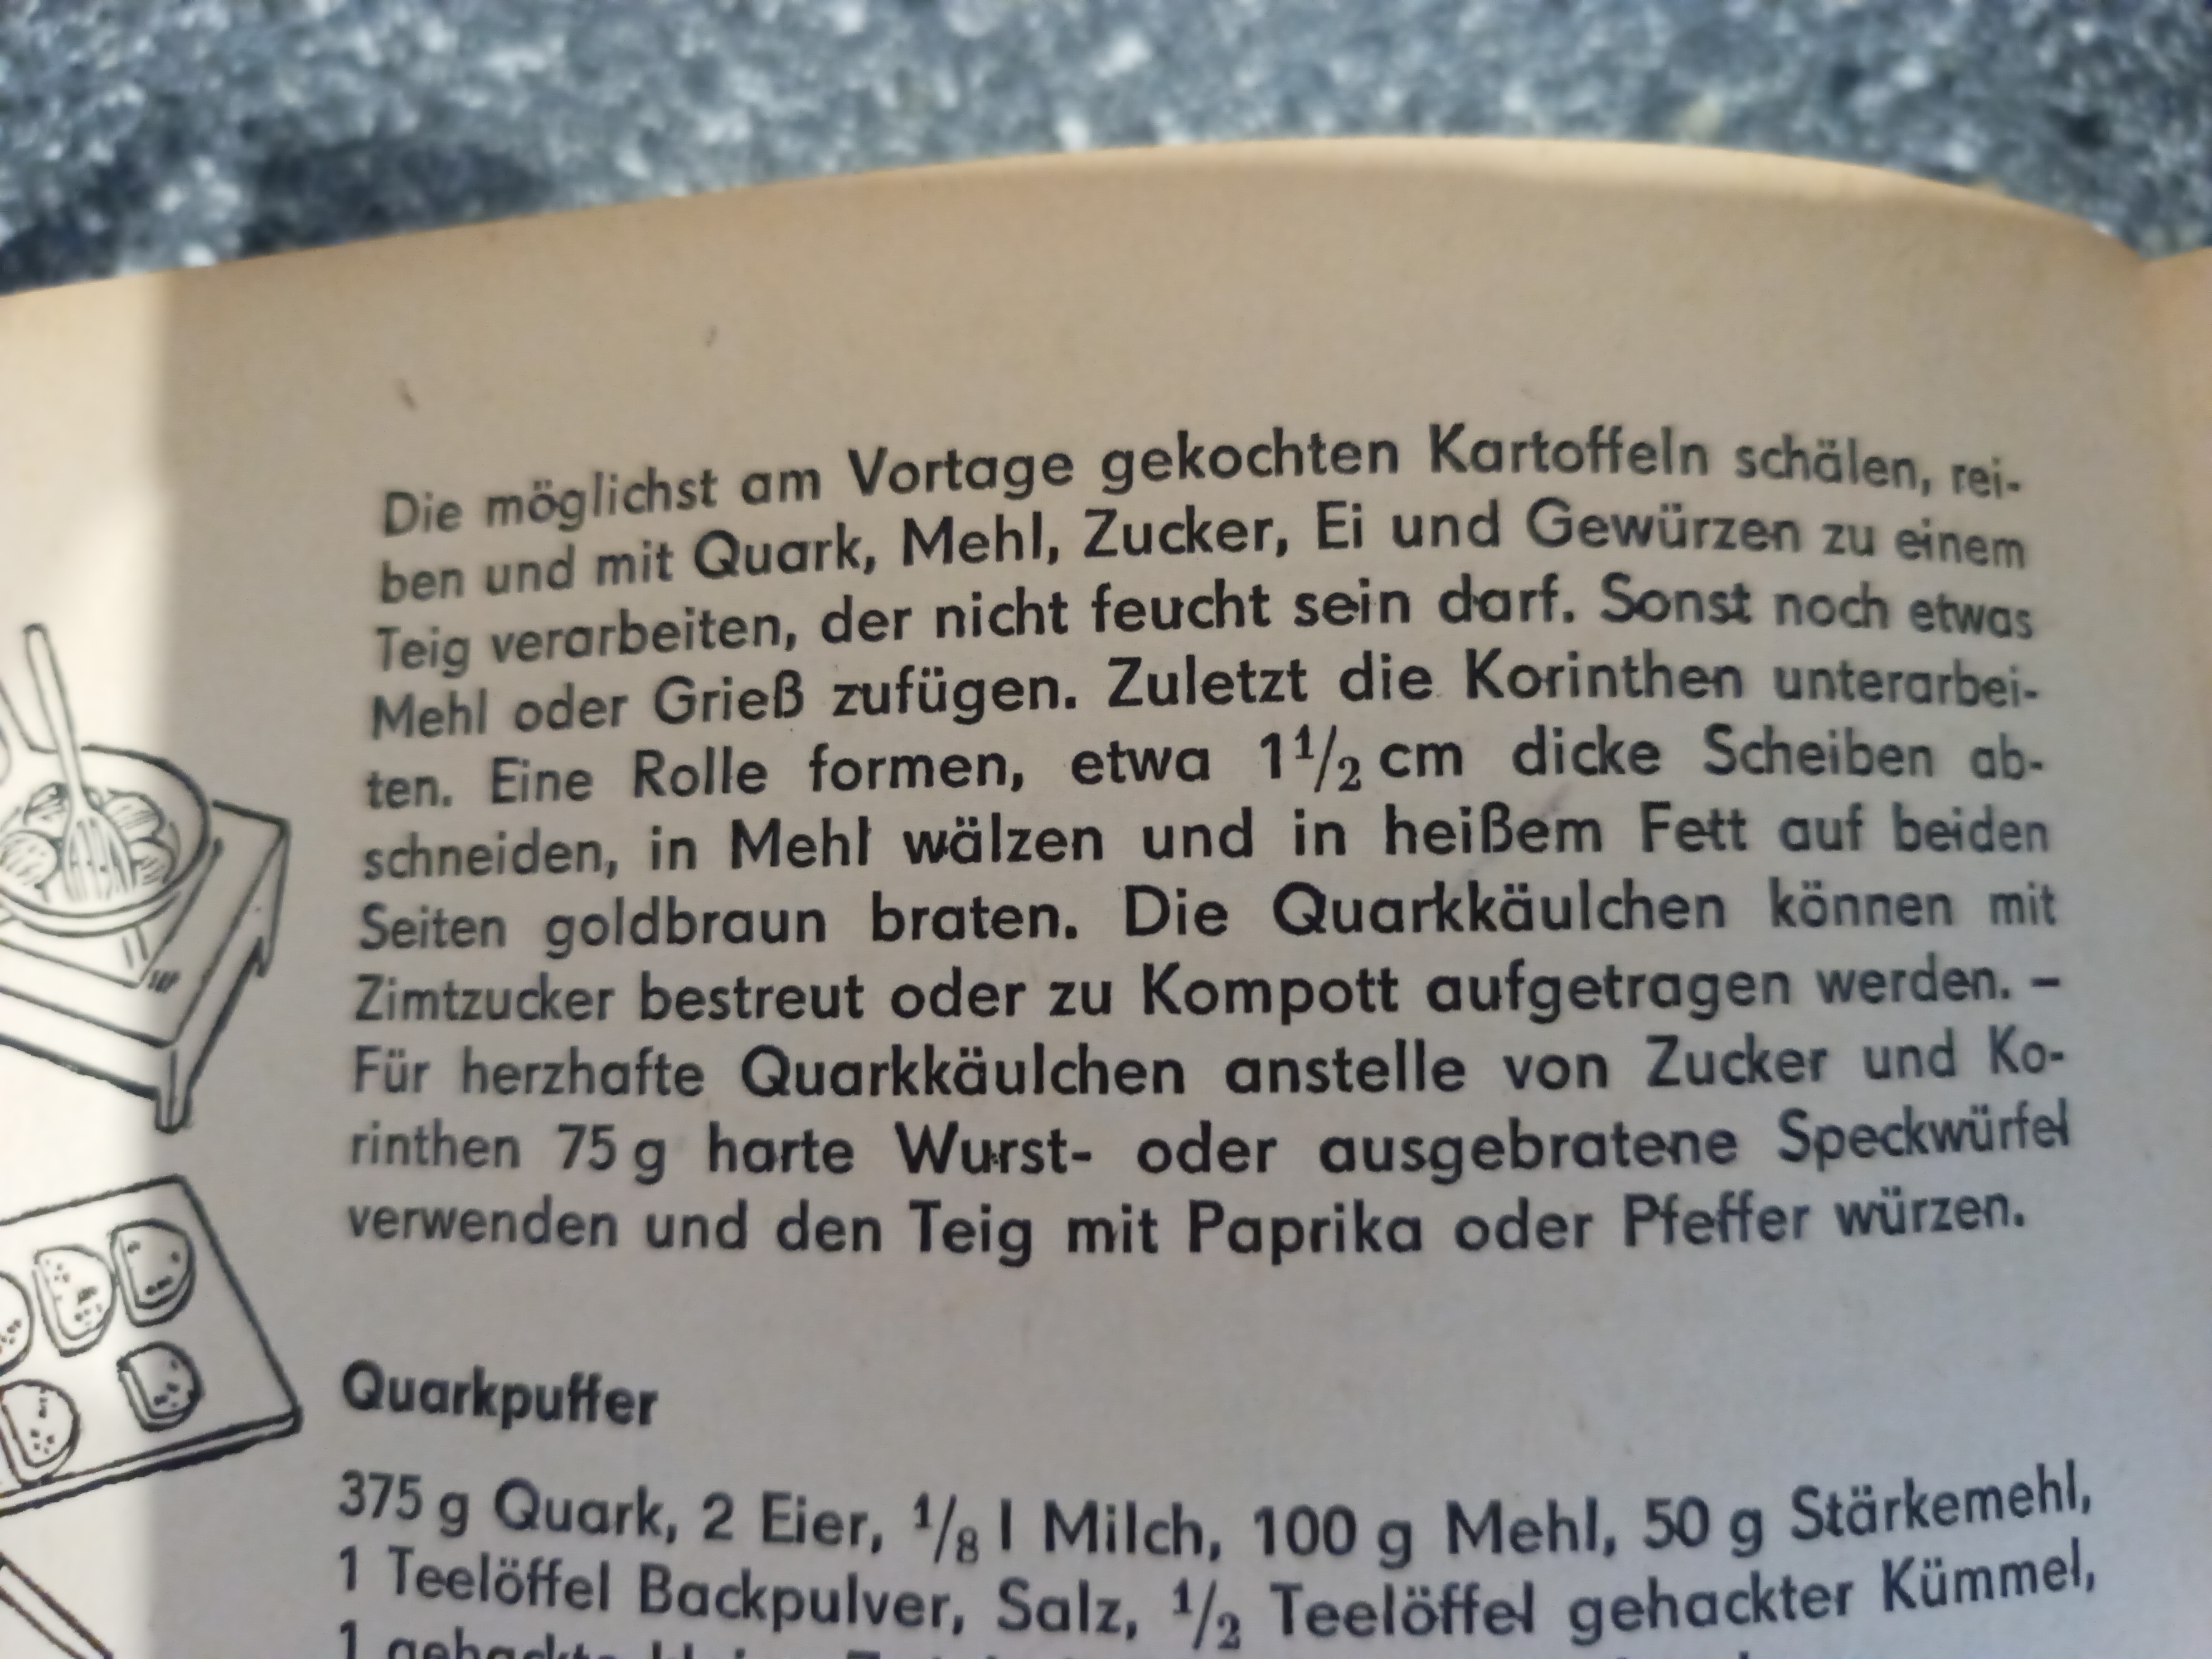 Die möglichst am Vortage gekochten Kartoffeln schälen, rei-
ben und mit Quark, Mehl, Zucker, Ei und Gewürzen zu einem
Teig verarbeiten, der nicht feucht sein darf. Sonst noch etwas
Mehl oder Grieß zufügen. Zuletzt die Korinthen unterarbei-
ten. Eine Rolle formen, etwa 1 1/2 cm dicke Scheiben ab-
schneiden, in Mehl wälzen und in heißem Fett auf beiden
Seiten goldbraun braten. Die Quarkkäulchen können mit
Zimtzucker bestreut oder zu Kompott aufgetragen werden. –
Für herzhafte Quarkkäulchen anstelle von Zucker und Ko-
rinthen 75 g harte Wurst- oder ausgebratene Speckwürfel
verwenden und den Teig mit Paprika oder Pfeffer würzen.
Quarkpuffer
375 g Quark, 2 Eier, 1/8 l Milch, 100 g Mehl, 50 g Stärkemehl,
1 Teelöffel Backpulver, Salz, 1/2 Teelöffel gehackter Kümmel,
1 gehackte